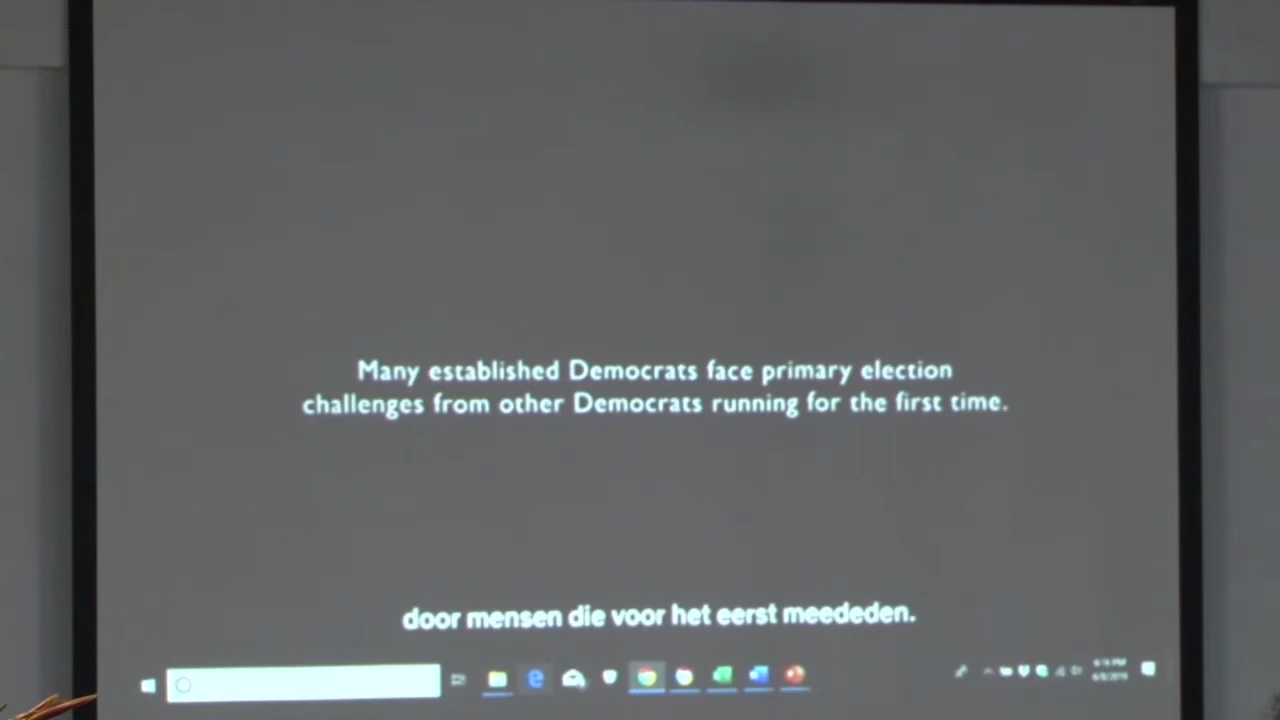 Many established Democrats face primary election
challenges from other Democrats running for the first time.
door mensen die voor het eerst meededen.